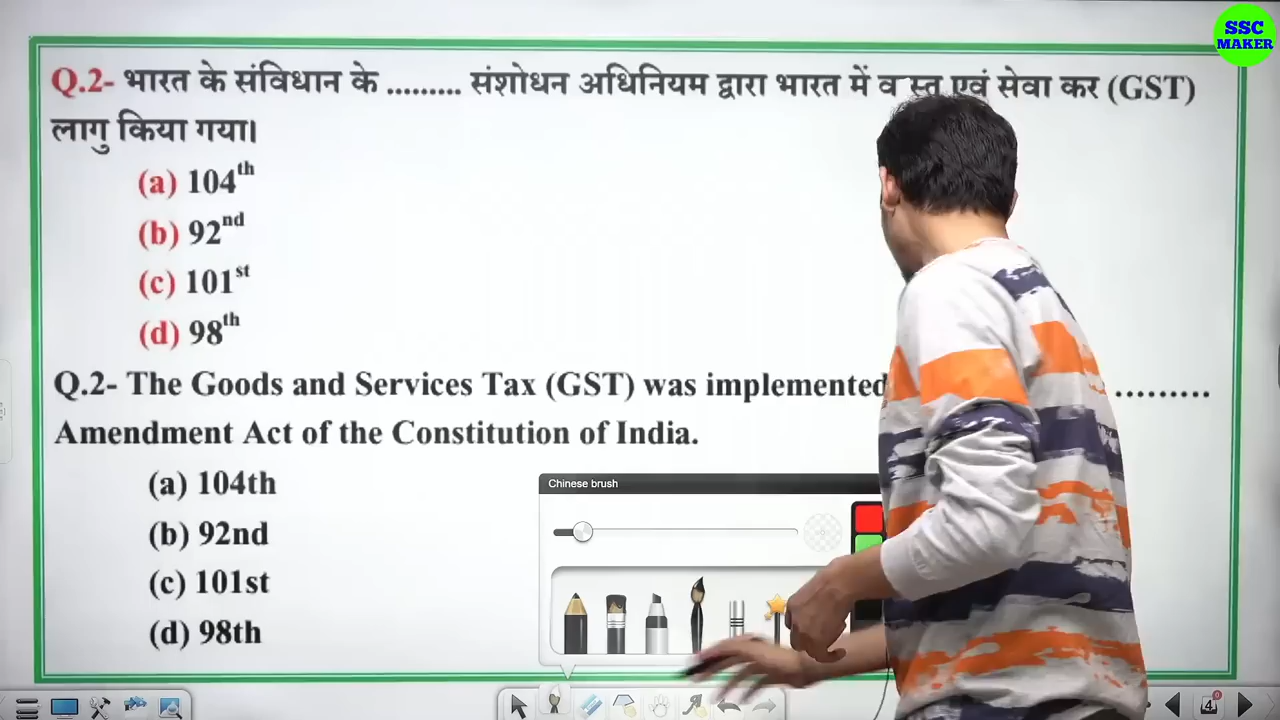 SSC
MAKER
Q.2- भारत के संविधान के ......... संशोधन अधिनियम द्वारा भारत में व स्तु एवं सेवा कर (GST)
लागु किया गया।
(a) 104th
(b) 92nd
(c) 101st
(d) 98th
Q.2- The Goods and Services Tax (GST) was implemented ..........
Amendment Act of the Constitution of India.
(a) 104th
(b) 92nd
(c) 101st
(d) 98th
Chinese brush
4
0